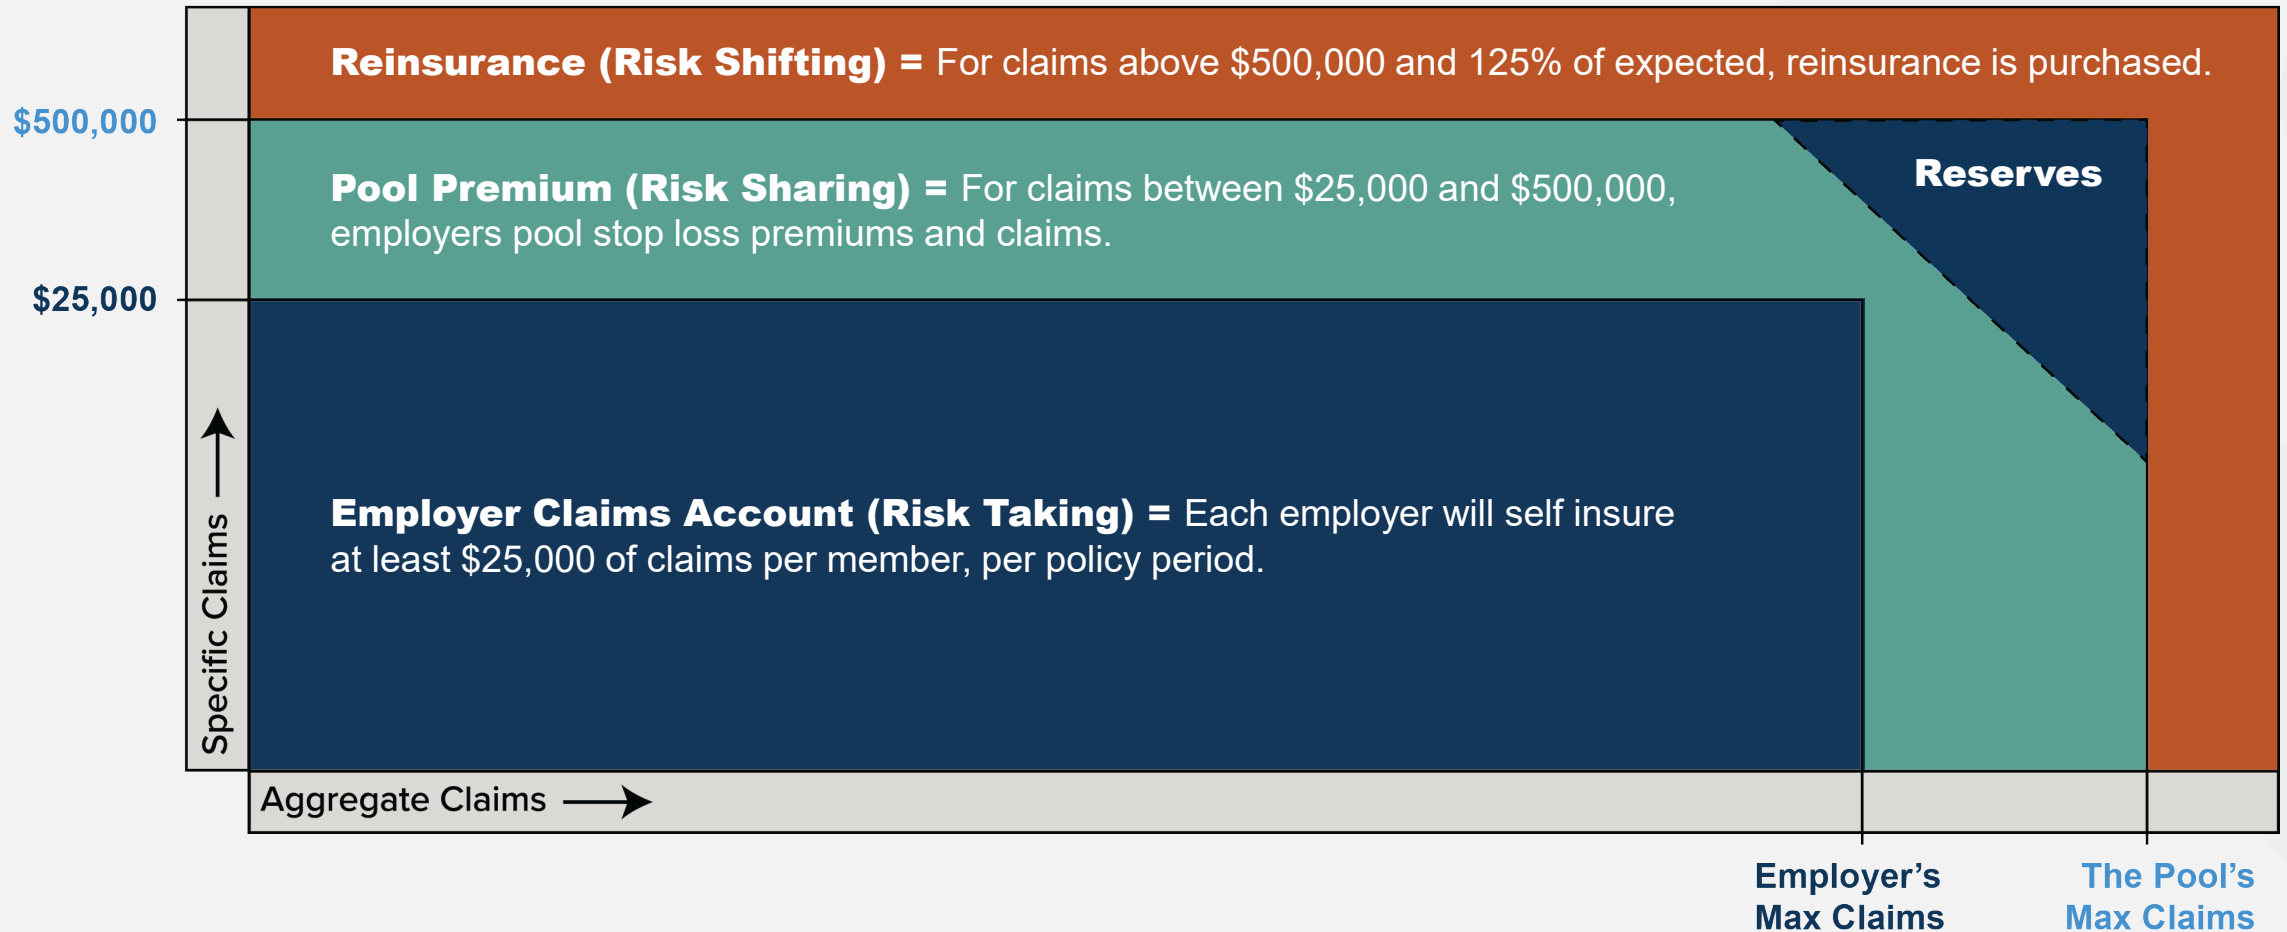 Reinsurance (Risk Shifting) = For claims above $500,000 and 125% of expected, reinsurance is purchased.
$500,000
Pool Premium (Risk Sharing) = For claims between $25,000 and $500,000,
employers pool stop loss premiums and claims.
Reserves
$25,000
Employer Claims Account (Risk Taking) = Each employer will self insure
at least $25,000 of claims per member, per policy period.
Specific Claims
Aggregate Claims
Employer’s
Max Claims
The Pool’s
Max Claims